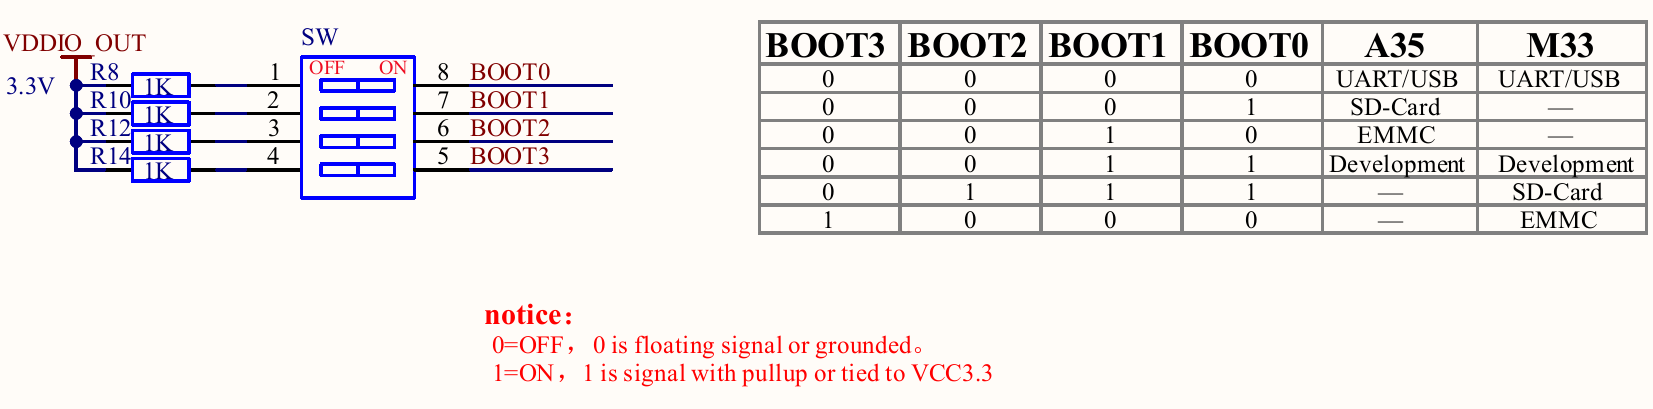 VDDIO_OUT
3.3V
SW
OFF ON
R8 1K 1 8 BOOT0
R10 1K 2 7 BOOT1
R12 1K 3 6 BOOT2
R14 1K 4 5 BOOT3
BOOT3 BOOT2 BOOT1 BOOT0 A35 M33
0 0 0 0 UART/USB UART/USB
0 0 0 1 SD-Card —
0 0 1 0 EMMC —
0 0 1 1 Development Development
0 1 1 1 — SD-Card
1 0 0 0 — EMMC
notice：
0=OFF， 0 is floating signal or grounded。
1=ON，1 is signal with pullup or tied to VCC3.3